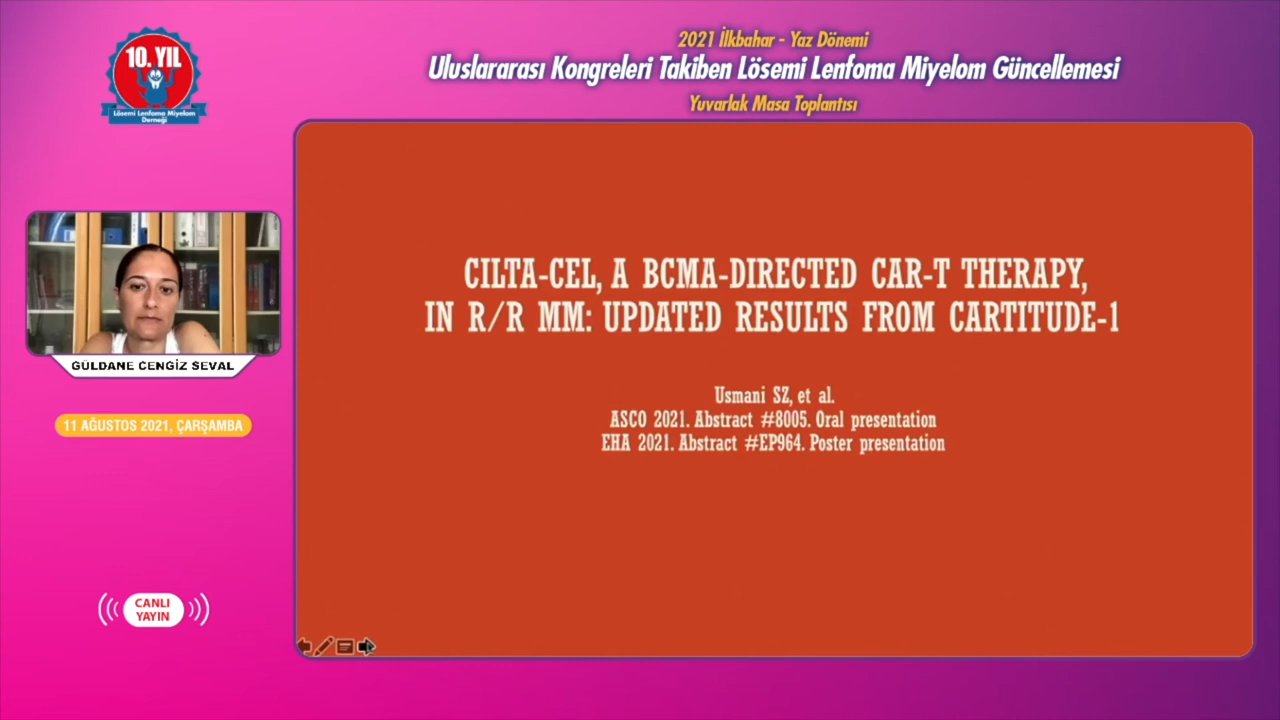 10. YIL
Lösemi Lenfoma Miyelom
Derneği
2021 İlkbahar - Yaz Dönemi
Uluslararası Kongreleri Takiben Lösemi Lenfoma Miyelom Güncellemesi
Yuvarlak Masa Toplantısı
GÜLDANE CENGİZ SEVAL
11 AĞUSTOS 2021, ÇARŞAMBA
CANLI
YAYIN
CILTA-CEL, A BCMA-DIRECTED CAR-T THERAPY,
IN R/R MM: UPDATED RESULTS FROM CARTITUDE-1
Usmani SZ, et al.
ASCO 2021. Abstract #8005. Oral presentation
EHA 2021. Abstract #EP964. Poster presentation